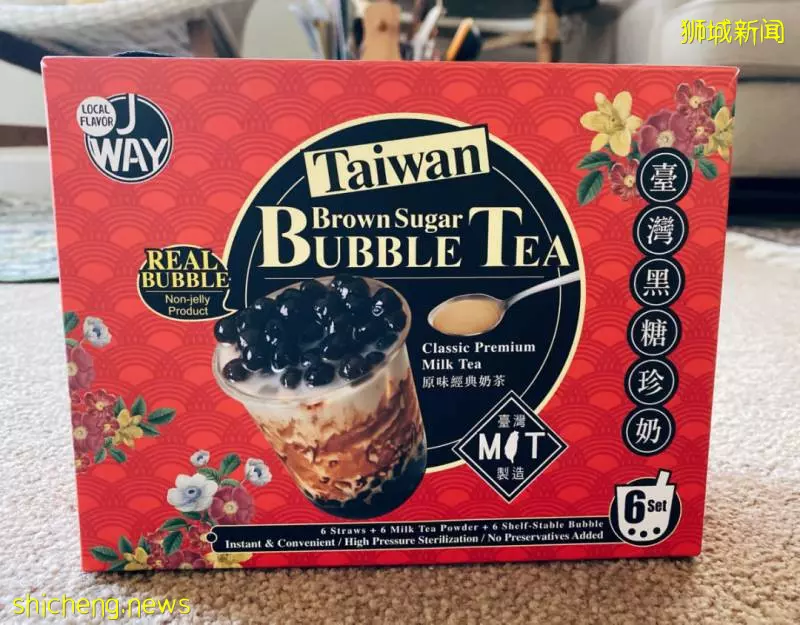 狮城新闻
LOCAL
FLAVOR
J
WAY
Taiwan
Brown Sugar
BUBBLE TEA
REAL
BUBBLE
Non-jelly
Product
Classic Premium
Milk Tea
原味經典奶茶
臺灣
MIT
製造
臺灣黑糖珍奶
6 Set
6 Straws + 6 Milk Tea Powder + 6 Shelf-Stable Bubble
Instant & Convenient / High Pressure Sterilization / No Preservatives Added
shicheng.news